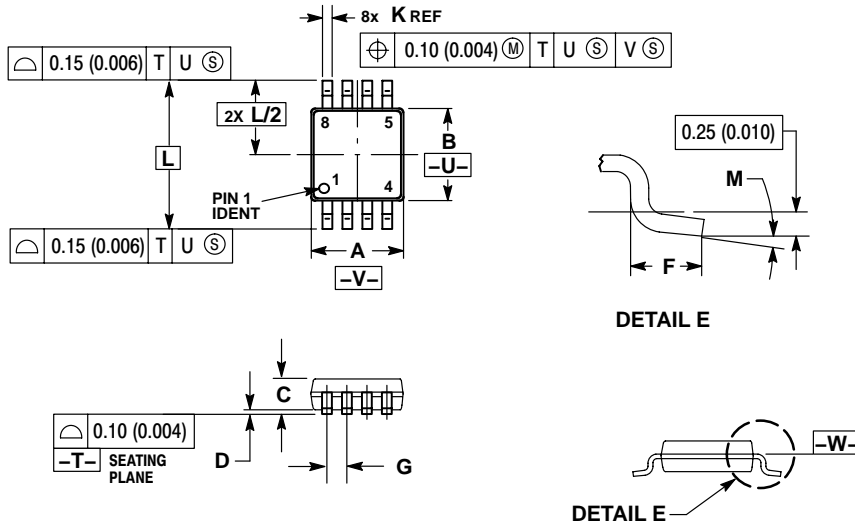 8x K REF
⌖ 0.10 (0.004) Ⓜ T U Ⓢ V Ⓢ
⌓ 0.15 (0.006) T U Ⓢ
2X L/2
L
8 5
B
–U–
PIN 1
IDENT
1
4
⌓ 0.15 (0.006) T U Ⓢ
A
–V–
0.25 (0.010)
M
F
DETAIL E
C
⌓ 0.10 (0.004)
–T– SEATING
PLANE
D
G
–W–
DETAIL E